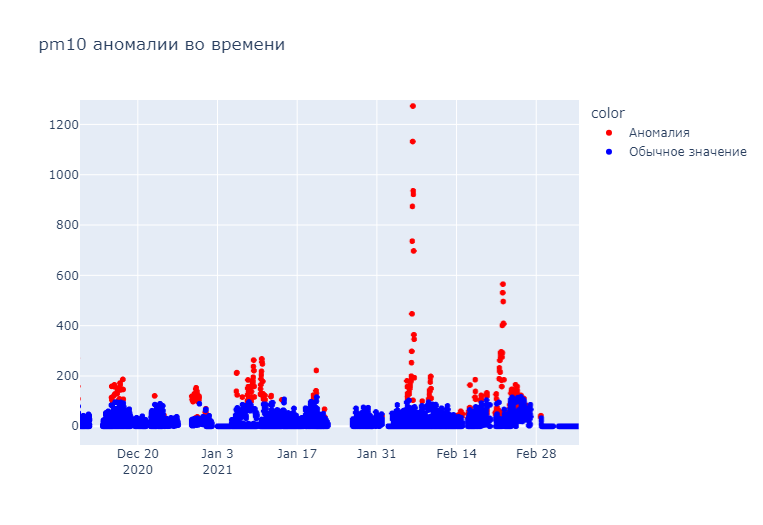 pm10 аномалии во времени
color
Аномалия
Обычное значение
1200
1000
800
600
400
200
0
Dec 20
2020
Jan 3
2021
Jan 17
Jan 31
Feb 14
Feb 28